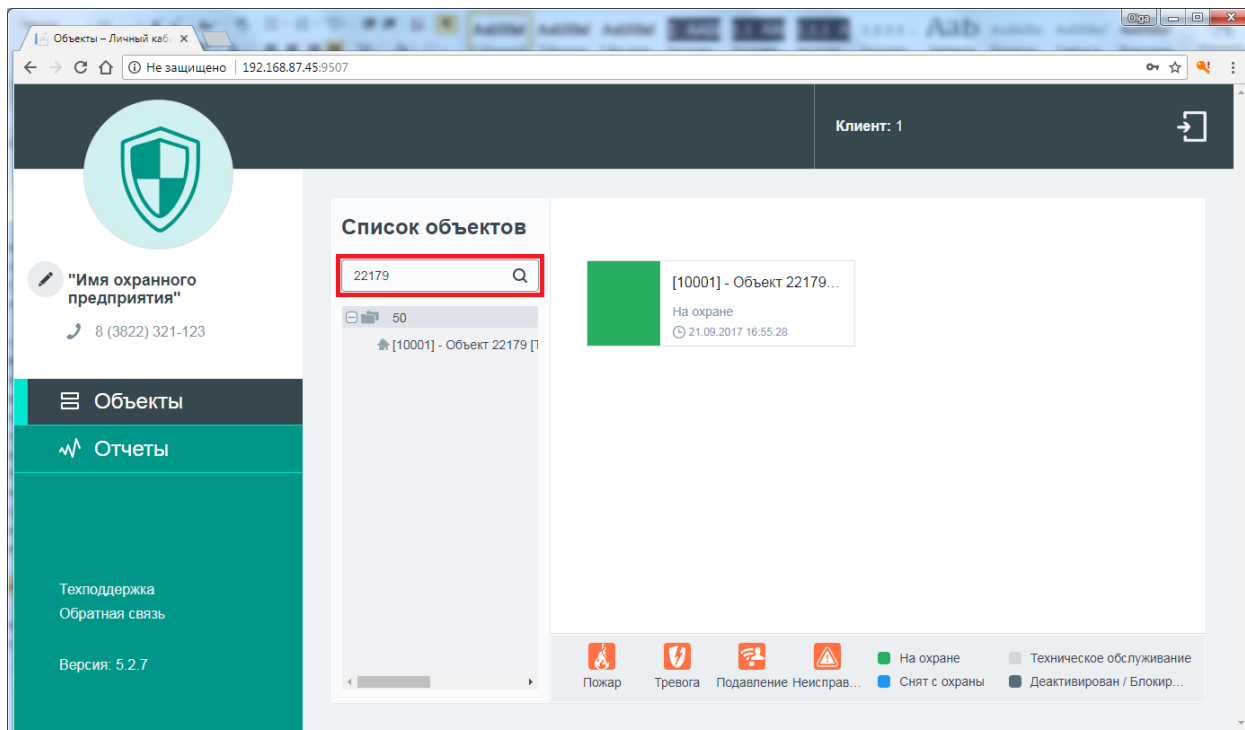 Olga
Объекты – Личный каб
Не защищено | 192.168.87.45:9507
Клиент: 1
"Имя охранного
предприятия"
8 (3822) 321-123
Объекты
Отчеты
Техподдержка
Обратная связь
Версия: 5.2.7
Список объектов
22179
50
[10001] - Объект 22179 [
[10001] - Объект 22179...
На охране
21.09.2017 16:55:28
Пожар
Тревога
Подавление
Неисправ...
На охране
Снят с охраны
Техническое обслуживание
Деактивирован / Блокир...